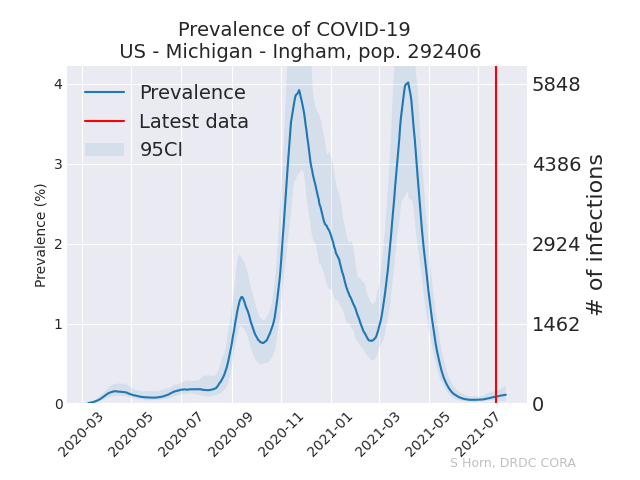 Prevalence of COVID-19
US - Michigan - Ingham, pop. 292406
Prevalence
Latest data
95CI
Prevalence (%)
4
3
2
1
0
5848
4386
2924
1462
0
# of infections
2020-03
2020-05
2020-07
2020-09
2020-11
2021-01
2021-03
2021-05
2021-07
S Horn, DRDC CORA